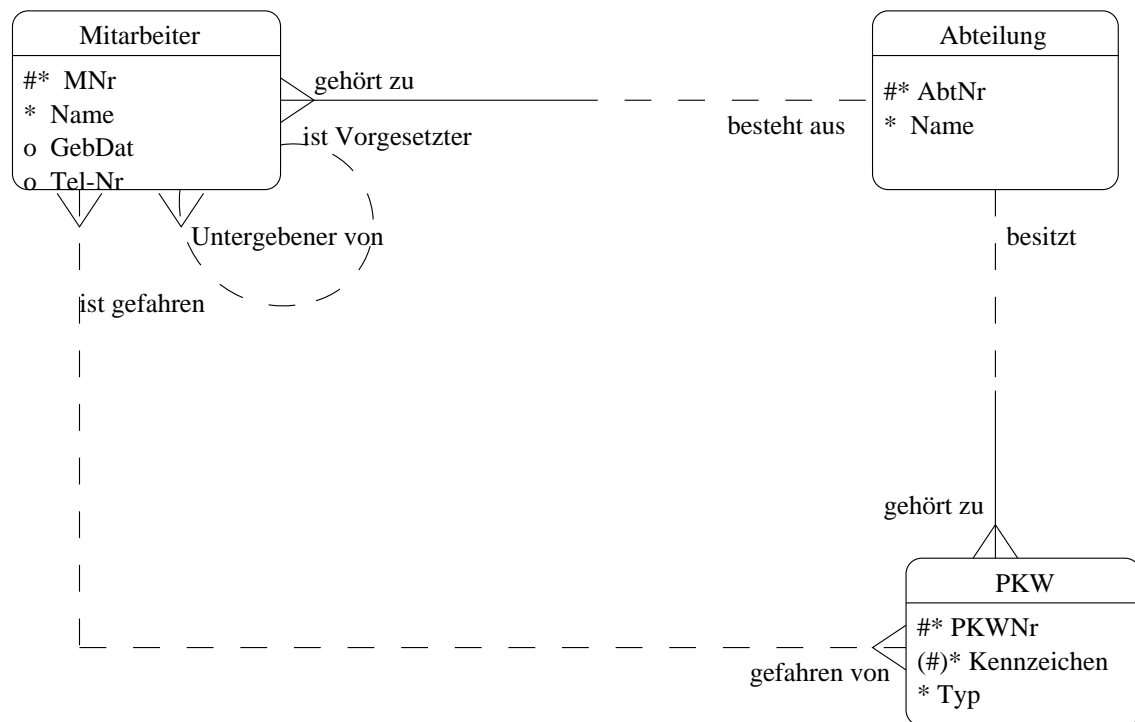 Mitarbeiter
#* MNr
* Name
o GebDat
o Tel-Nr
gehört zu
besteht aus
Abteilung
#* AbtNr
* Name
ist Vorgesetzter
Untergebener von
ist gefahren
besitzt
gehört zu
gefahren von
PKW
#* PKWNr
(#)* Kennzeichen
* Typ